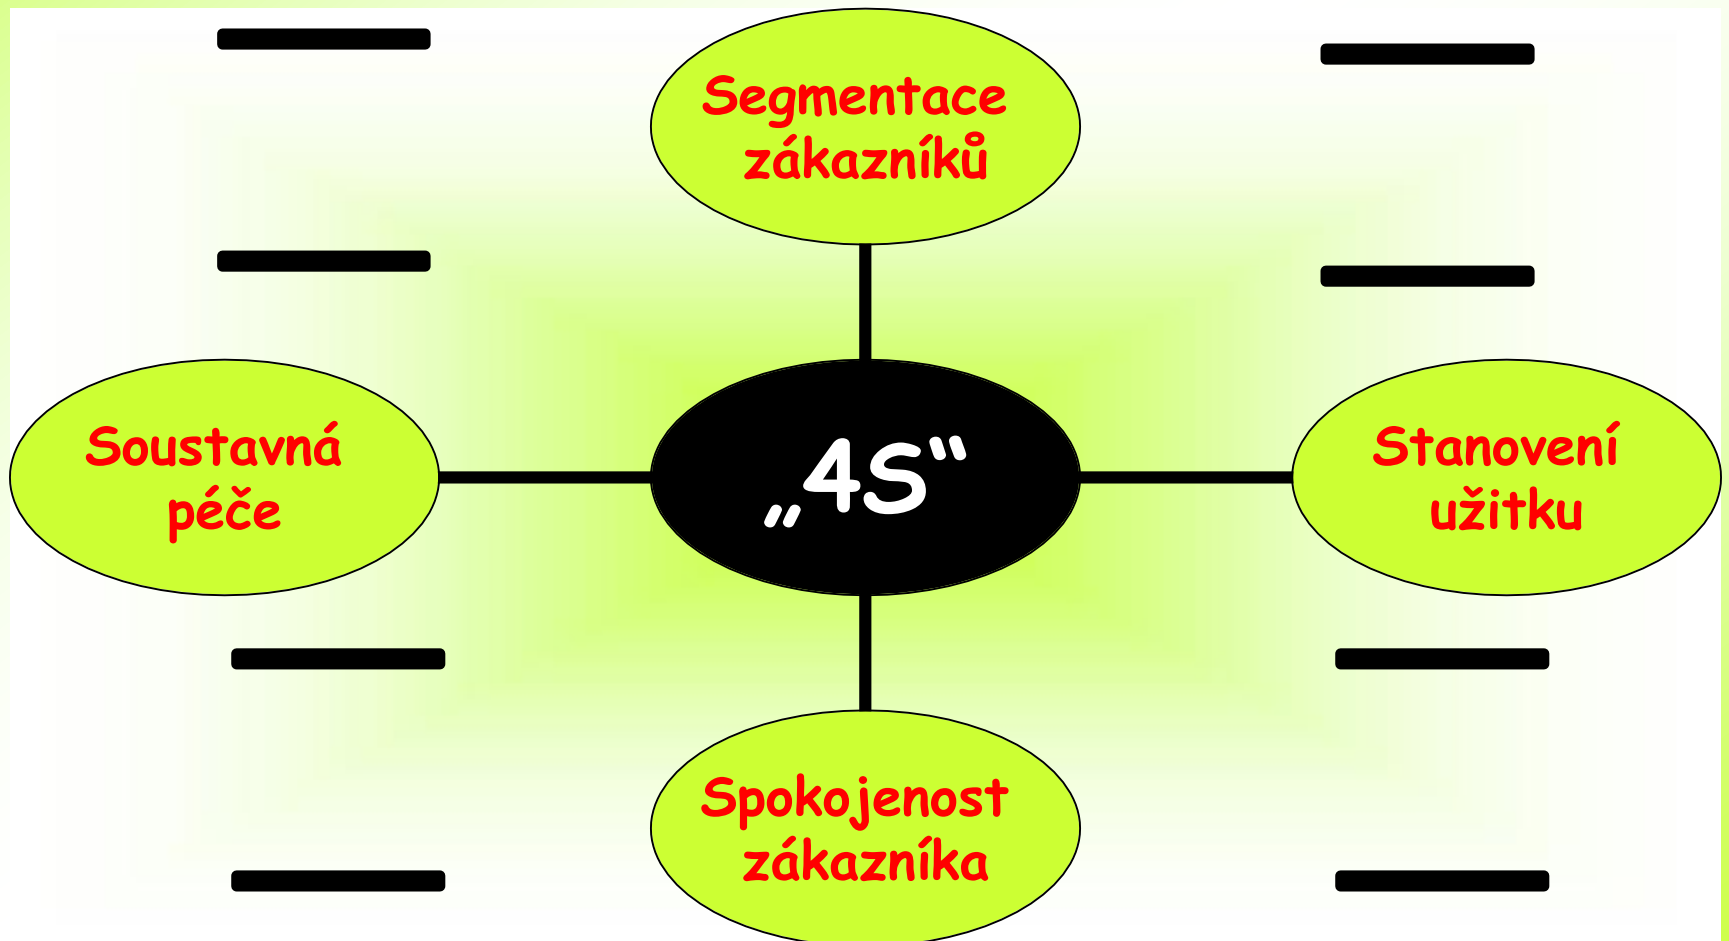 Segmentace
zákazníků
Soustavná
péče
„4S“
Stanovení
užitku
Spokojenost
zákazníka